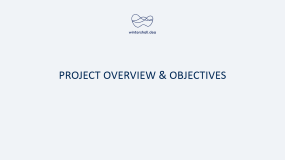 wintershall dea
PROJECT OVERVIEW & OBJECTIVES